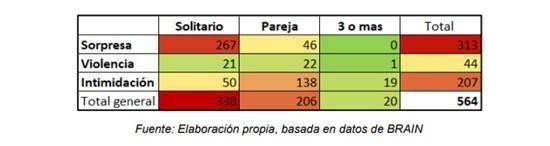 Solitario Pareja 3 o mas Total
Sorpresa 267 46 0 313
Violencia 21 22 1 44
Intimidación 50 138 19 207
Total general 338 206 20 564
Fuente: Elaboración propia, basada en datos de BRAIN